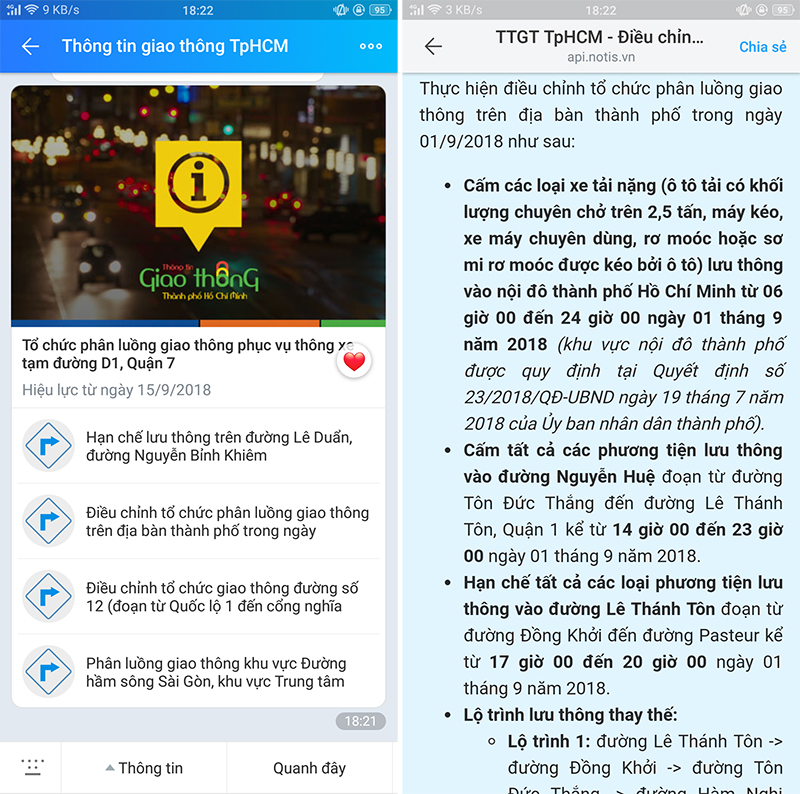 4G 9 KB/s 18:22 95
Thông tin giao thông TpHCM
i
Thông tin
Giao thông
Thành phố Hồ Chí Minh
Tổ chức phân luồng giao thông phục vụ thông xe
tạm đường D1, Quận 7
Hiệu lực từ ngày 15/9/2018
Hạn chế lưu thông trên đường Lê Duẩn,
đường Nguyễn Bỉnh Khiêm
Điều chỉnh tổ chức phân luồng giao thông
trên địa bàn thành phố trong ngày
Điều chỉnh tổ chức giao thông đường số
12 (đoạn từ Quốc lộ 1 đến cổng nghĩa
Phân luồng giao thông khu vực Đường
hầm sông Sài Gòn, khu vực Trung tâm
18:21
Thông tin
Quanh đây
4G 3 KB/s 18:22 95
TTGT TpHCM - Điều chỉn...
api.notis.vn
Chia sẻ
Thực hiện điều chỉnh tổ chức phân luồng giao
thông trên địa bàn thành phố trong ngày
01/9/2018 như sau:
• Cấm các loại xe tải nặng (ô tô tải có khối
lượng chuyên chở trên 2,5 tấn, máy kéo,
xe máy chuyên dùng, rơ moóc hoặc sơ
mi rơ moóc được kéo bởi ô tô) lưu thông
vào nội đô thành phố Hồ Chí Minh từ 06
giờ 00 đến 24 giờ 00 ngày 01 tháng 9
năm 2018 (khu vực nội đô thành phố
được quy định tại Quyết định số
23/2018/QĐ-UBND ngày 19 tháng 7 năm
2018 của Ủy ban nhân dân thành phố).
• Cấm tất cả các phương tiện lưu thông
vào đường Nguyễn Huệ đoạn từ đường
Tôn Đức Thắng đến đường Lê Thánh
Tôn, Quận 1 kể từ 14 giờ 00 đến 23 giờ
00 ngày 01 tháng 9 năm 2018.
• Hạn chế tất cả các loại phương tiện lưu
thông vào đường Lê Thánh Tôn đoạn từ
đường Đồng Khởi đến đường Pasteur kể
từ 17 giờ 00 đến 20 giờ 00 ngày 01
tháng 9 năm 2018.
• Lộ trình lưu thông thay thế:
○ Lộ trình 1: đường Lê Thánh Tôn ->
đường Đồng Khởi -> đường Tôn
Đức Thắng -> đường Hàm Nghi